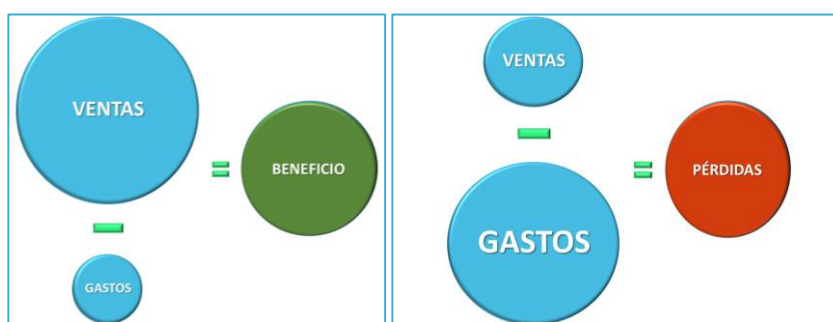 VENTAS
BENEFICIO
GASTOS
VENTAS
GASTOS
PÉRDIDAS